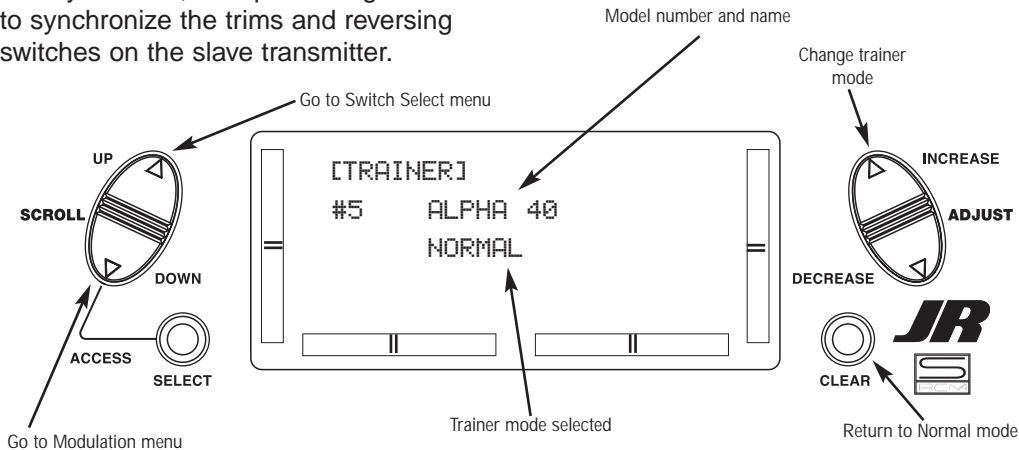 to synchronize the trims and reversing
switches on the slave transmitter.
Model number and name
Change trainer
mode
Go to Switch Select menu
UP
SCROLL
DOWN
ACCESS
SELECT
[TRAINER]
#5 ALPHA 40
NORMAL
INCREASE
ADJUST
DECREASE
CLEAR
JR
S
PCM
Go to Modulation menu
Trainer mode selected
Return to Normal mode